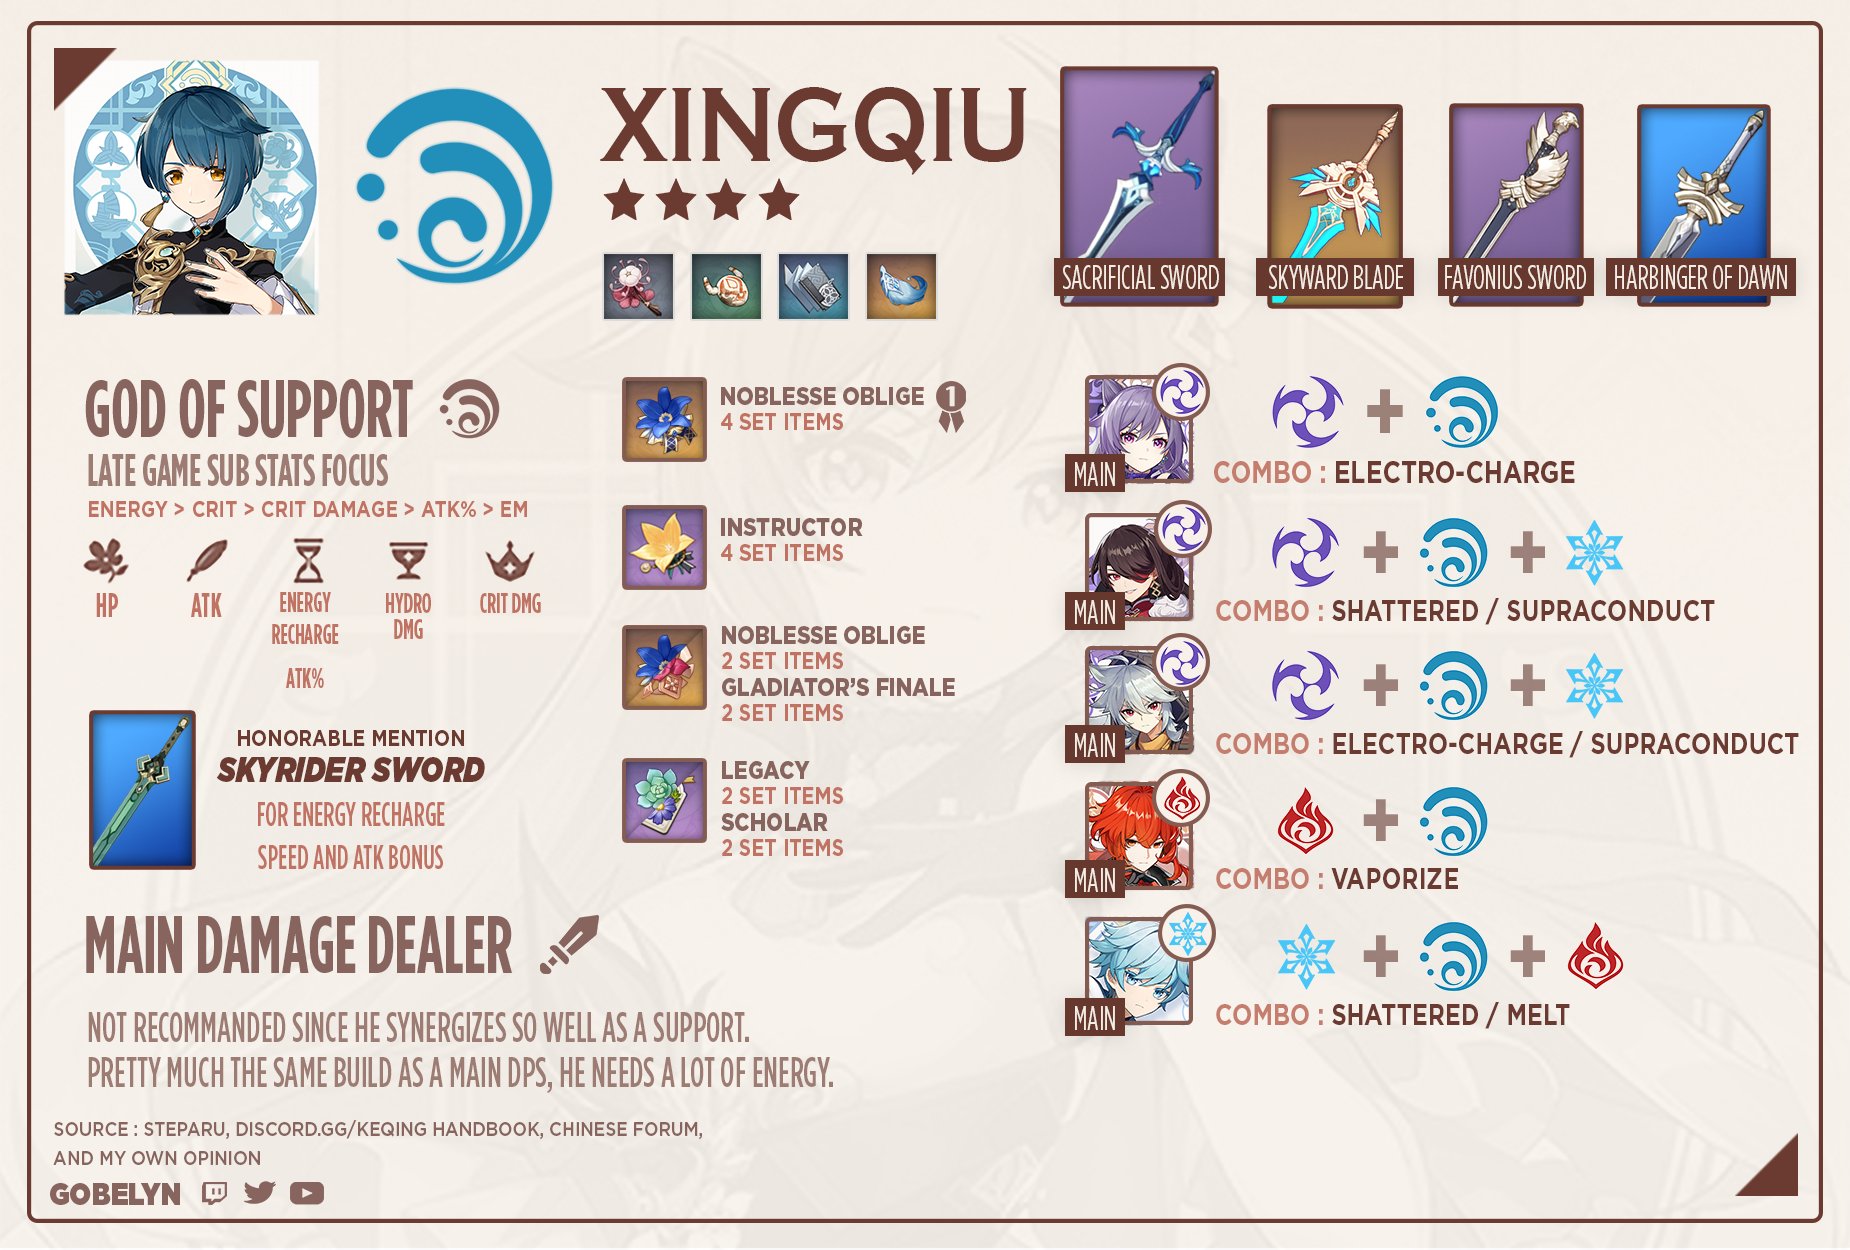 XINGQIU
SACRIFICIAL SWORD
SKYWARD BLADE
FAVONIUS SWORD
HARBINGER OF DAWN
GOD OF SUPPORT
LATE GAME SUB STATS FOCUS
ENERGY > CRIT > CRIT DAMAGE > ATK% > EM
HP
ATK
ENERGY
RECHARGE
ATK%
HYDRO
DMG
CRIT DMG
HONORABLE MENTION
SKYRIDER SWORD
FOR ENERGY RECHARGE
SPEED AND ATK BONUS
NOBLESSE OBLIGE
1
4 SET ITEMS
INSTRUCTOR
4 SET ITEMS
NOBLESSE OBLIGE
2 SET ITEMS
GLADIATOR'S FINALE
2 SET ITEMS
LEGACY
2 SET ITEMS
SCHOLAR
2 SET ITEMS
MAIN
COMBO : ELECTRO-CHARGE
MAIN
COMBO : SHATTERED / SUPRACONDUCT
MAIN
COMBO : ELECTRO-CHARGE / SUPRACONDUCT
MAIN
COMBO : VAPORIZE
MAIN
COMBO : SHATTERED / MELT
MAIN DAMAGE DEALER
NOT RECOMMANDED SINCE HE SYNERGIZES SO WELL AS A SUPPORT.
PRETTY MUCH THE SAME BUILD AS A MAIN DPS, HE NEEDS A LOT OF ENERGY.
SOURCE : STEPARU, DISCORD.GG/KEQING HANDBOOK, CHINESE FORUM,
AND MY OWN OPINION
GOBELYN